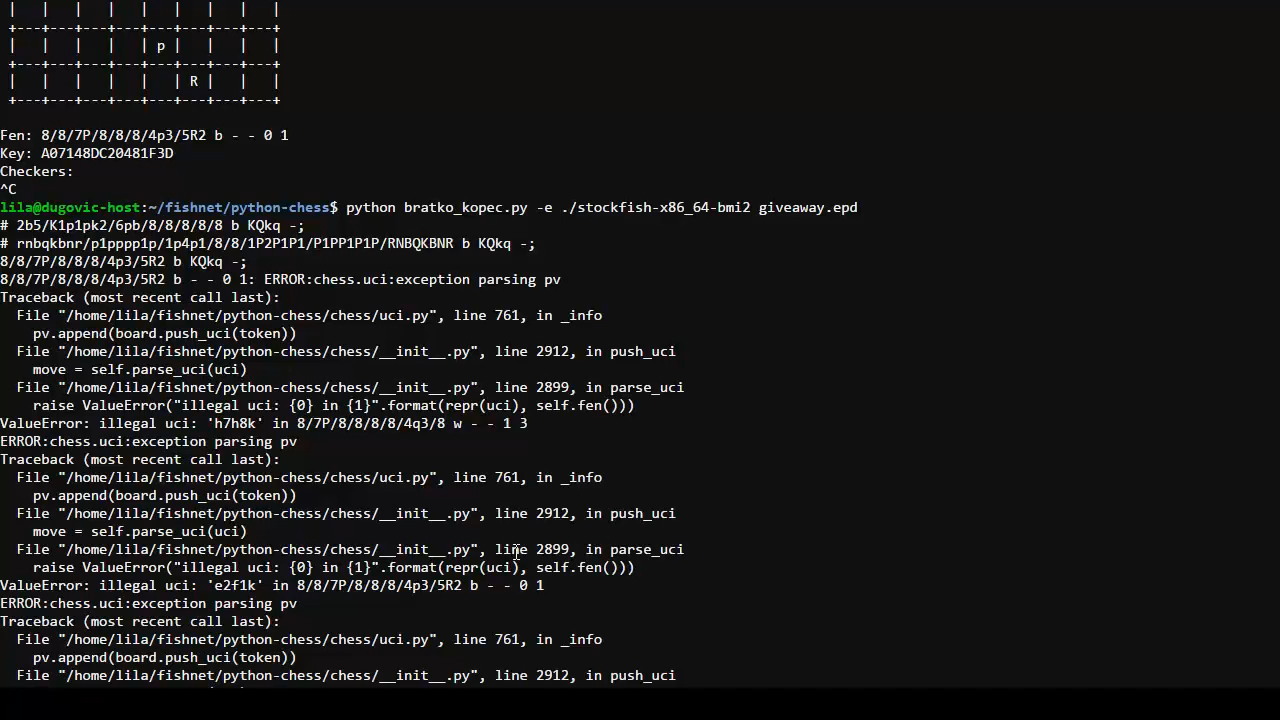 |   |   |   |   |   |   |   |   |
+---+---+---+---+---+---+---+---+
|   |   |   |   | p |   |   |   |
+---+---+---+---+---+---+---+---+
|   |   |   |   |   | R |   |   |
+---+---+---+---+---+---+---+---+
Fen: 8/8/7P/8/8/8/4p3/5R2 b - - 0 1
Key: A07148DC20481F3D
Checkers:
^C
lila@dugovic-host:~/fishnet/python-chess$ python bratko_kopec.py -e ./stockfish-x86_64-bmi2 giveaway.epd
# 2b5/K1p1pk2/6pb/8/8/8/8/8 b KQkq -;
# rnbqkbnr/p1pppp1p/1p4p1/8/8/1P2P1P1/P1PP1P1P/RNBQKBNR b KQkq -;
8/8/7P/8/8/8/4p3/5R2 b KQkq -;
8/8/7P/8/8/8/4p3/5R2 b - - 0 1: ERROR:chess.uci:exception parsing pv
Traceback (most recent call last):
  File "/home/lila/fishnet/python-chess/chess/uci.py", line 761, in _info
    pv.append(board.push_uci(token))
  File "/home/lila/fishnet/python-chess/chess/__init__.py", line 2912, in push_uci
    move = self.parse_uci(uci)
  File "/home/lila/fishnet/python-chess/chess/__init__.py", line 2899, in parse_uci
    raise ValueError("illegal uci: {0} in {1}".format(repr(uci), self.fen()))
ValueError: illegal uci: 'h7h8k' in 8/7P/8/8/8/8/4q3/8 w - - 1 3
ERROR:chess.uci:exception parsing pv
Traceback (most recent call last):
  File "/home/lila/fishnet/python-chess/chess/uci.py", line 761, in _info
    pv.append(board.push_uci(token))
  File "/home/lila/fishnet/python-chess/chess/__init__.py", line 2912, in push_uci
    move = self.parse_uci(uci)
  File "/home/lila/fishnet/python-chess/chess/__init__.py", line 2899, in parse_uci
    raise ValueError("illegal uci: {0} in {1}".format(repr(uci), self.fen()))
ValueError: illegal uci: 'e2f1k' in 8/8/7P/8/8/8/4p3/5R2 b - - 0 1
ERROR:chess.uci:exception parsing pv
Traceback (most recent call last):
  File "/home/lila/fishnet/python-chess/chess/uci.py", line 761, in _info
    pv.append(board.push_uci(token))
  File "/home/lila/fishnet/python-chess/chess/__init__.py", line 2912, in push_uci